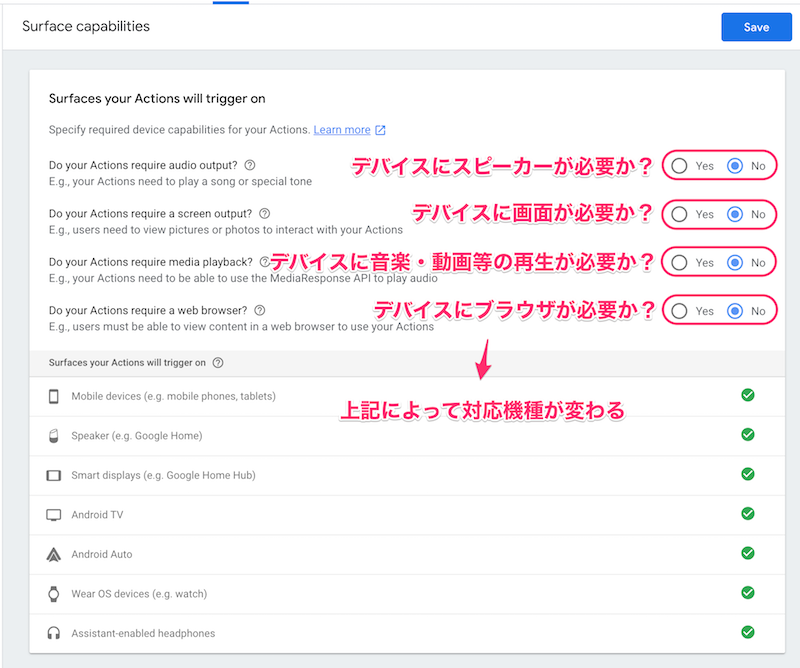 Surface capabilities
Save
Surfaces your Actions will trigger on
Specify required device capabilities for your Actions. Learn more
Do your Actions require audio output?
デバイスにスピーカーが必要か？
Yes No
E.g., your Actions need to play a song or special tone
Do your Actions require a screen output?
デバイスに画面が必要か？
Yes No
E.g., users need to view pictures or photos to interact with your Actions
Do your Actions require media playback?
デバイスに音楽・動画等の再生が必要か？
Yes No
E.g., your Actions need to be able to use the MediaResponse API to play audio
Do your Actions require a web browser?
デバイスにブラウザが必要か？
Yes No
E.g., users must be able to view content in a web browser to use your Actions
Surfaces your Actions will trigger on
Mobile devices (e.g. mobile phones, tablets)
上記によって対応機種が変わる
Speaker (e.g. Google Home)
Smart displays (e.g. Google Home Hub)
Android TV
Android Auto
Wear OS devices (e.g. watch)
Assistant-enabled headphones